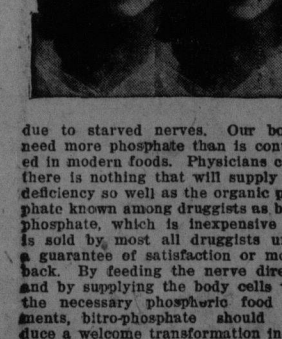 due to starved nerves. Our bo
need more phosphate than is con
ed in modern foods. Physicians c
there is nothing that will supply
deficiency so well as the organic p
phate known among druggists as b
phosphate, which is inexpensive
is sold by most all druggists u
a guarantee of satisfaction or mo
back. By feeding the nerve dire
and by supplying the body cells
the necessary phosphoric food
ments, bitro-phosphate should
duce a welcome transformation in